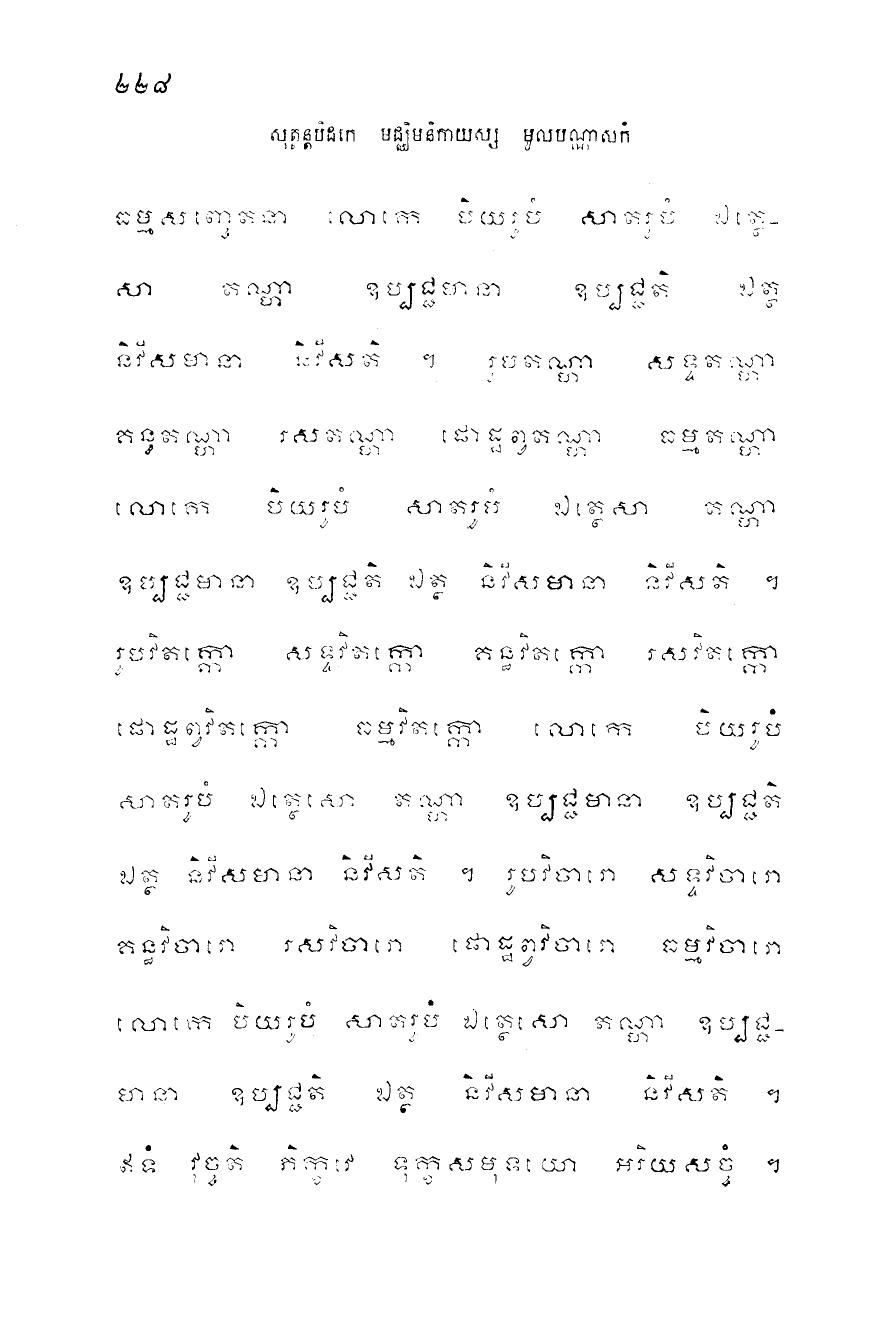 ២២៨
សុត្តន្តបិដកេ មជ្ឈិមនិកាយស្ស មូលបណ្ណាសកំ
ធម្មសញ្ចេតនា លោកេ បិយរូបំ សាតរូបំ ឯត្ថេ-
សា តណ្ហា ឧប្បជ្ជមានា ឧប្បជ្ជតិ ឯត្ថ
និវីសមានា និវីសតិ ។ រូបតណ្ហា សទ្ទតណ្ហា
គន្ធតណ្ហា រសតណ្ហា ផោដ្ឋព្វតណ្ហា ធម្មតណ្ហា
លោកេ បិយរូបំ សាតរូបំ ឯត្ថេសា តណ្ហា
ឧប្បជ្ជមានា ឧប្បជ្ជតិ ឯត្ថ និវីសមានា និវីសតិ ។
រូបវិតក្កោ សទ្ទវិតក្កោ គន្ធវិតក្កោ រសវិតក្កោ
ផោដ្ឋព្វវិតក្កោ ធម្មវិតក្កោ លោកេ បិយរូបំ
សាតរូបំ ឯត្ថេសោ តណ្ហា ឧប្បជ្ជមានា ឧប្បជ្ជតិ
ឯត្ថ និវីសមានា និវីសតិ ។ រូបវិចារោ សទ្ទវិចារោ
គន្ធវិចារោ រសវិចារោ ផោដ្ឋព្វវិចារោ ធម្មវិចារោ
លោកេ បិយរូបំ សាតរូបំ ឯត្ថេសោ តណ្ហា ឧប្បជ្ជ-
មានា ឧប្បជ្ជតិ ឯត្ថ និវីសមានា និវីសតិ ។
ឥទំ វុច្ចតិ ភិក្ខវេ ទុក្ខសមុទយោ អរិយសច្ចំ ។